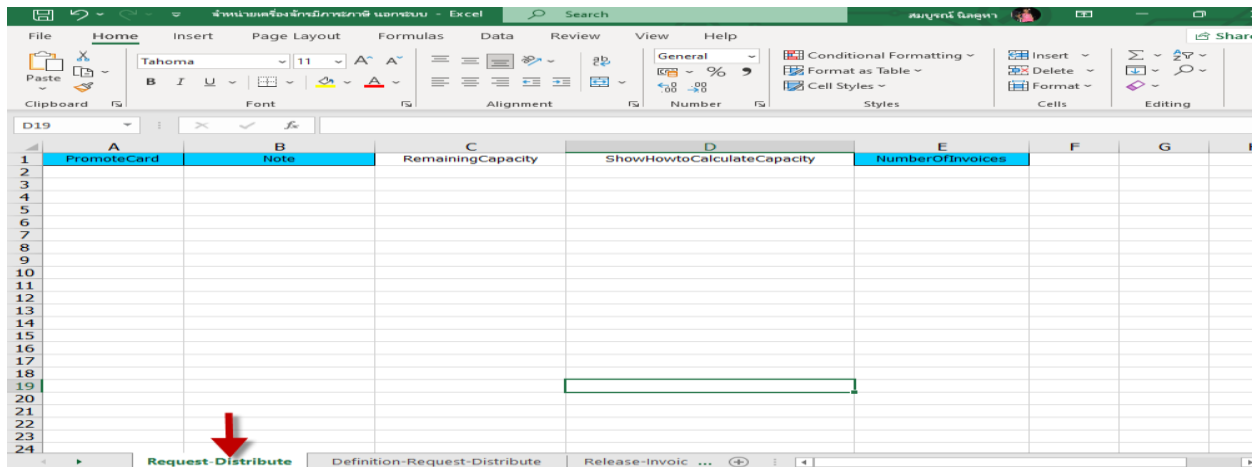 จำหน่ายเครื่องจักรมีภาระภาษี นอกระบบ - Excel Search สมบูรณ์ นิลคูหา
File Home Insert Page Layout Formulas Data Review View Help Share
Tahoma 11 A^ A˅ General Conditional Formatting Insert
Paste B I U A % 9 Format as Table Delete
Cell Styles Format
Clipboard Font Alignment Number Styles Cells Editing
D19 fx
A B C D E F G
1 PromoteCard Note RemainingCapacity ShowHowtoCalculateCapacity NumberOfInvoices
2
3
4
5
6
7
8
9
10
11
12
13
14
15
16
17
18
19
20
21
22
23
24
Request-Distribute Definition-Request-Distribute Release-Invoic ...